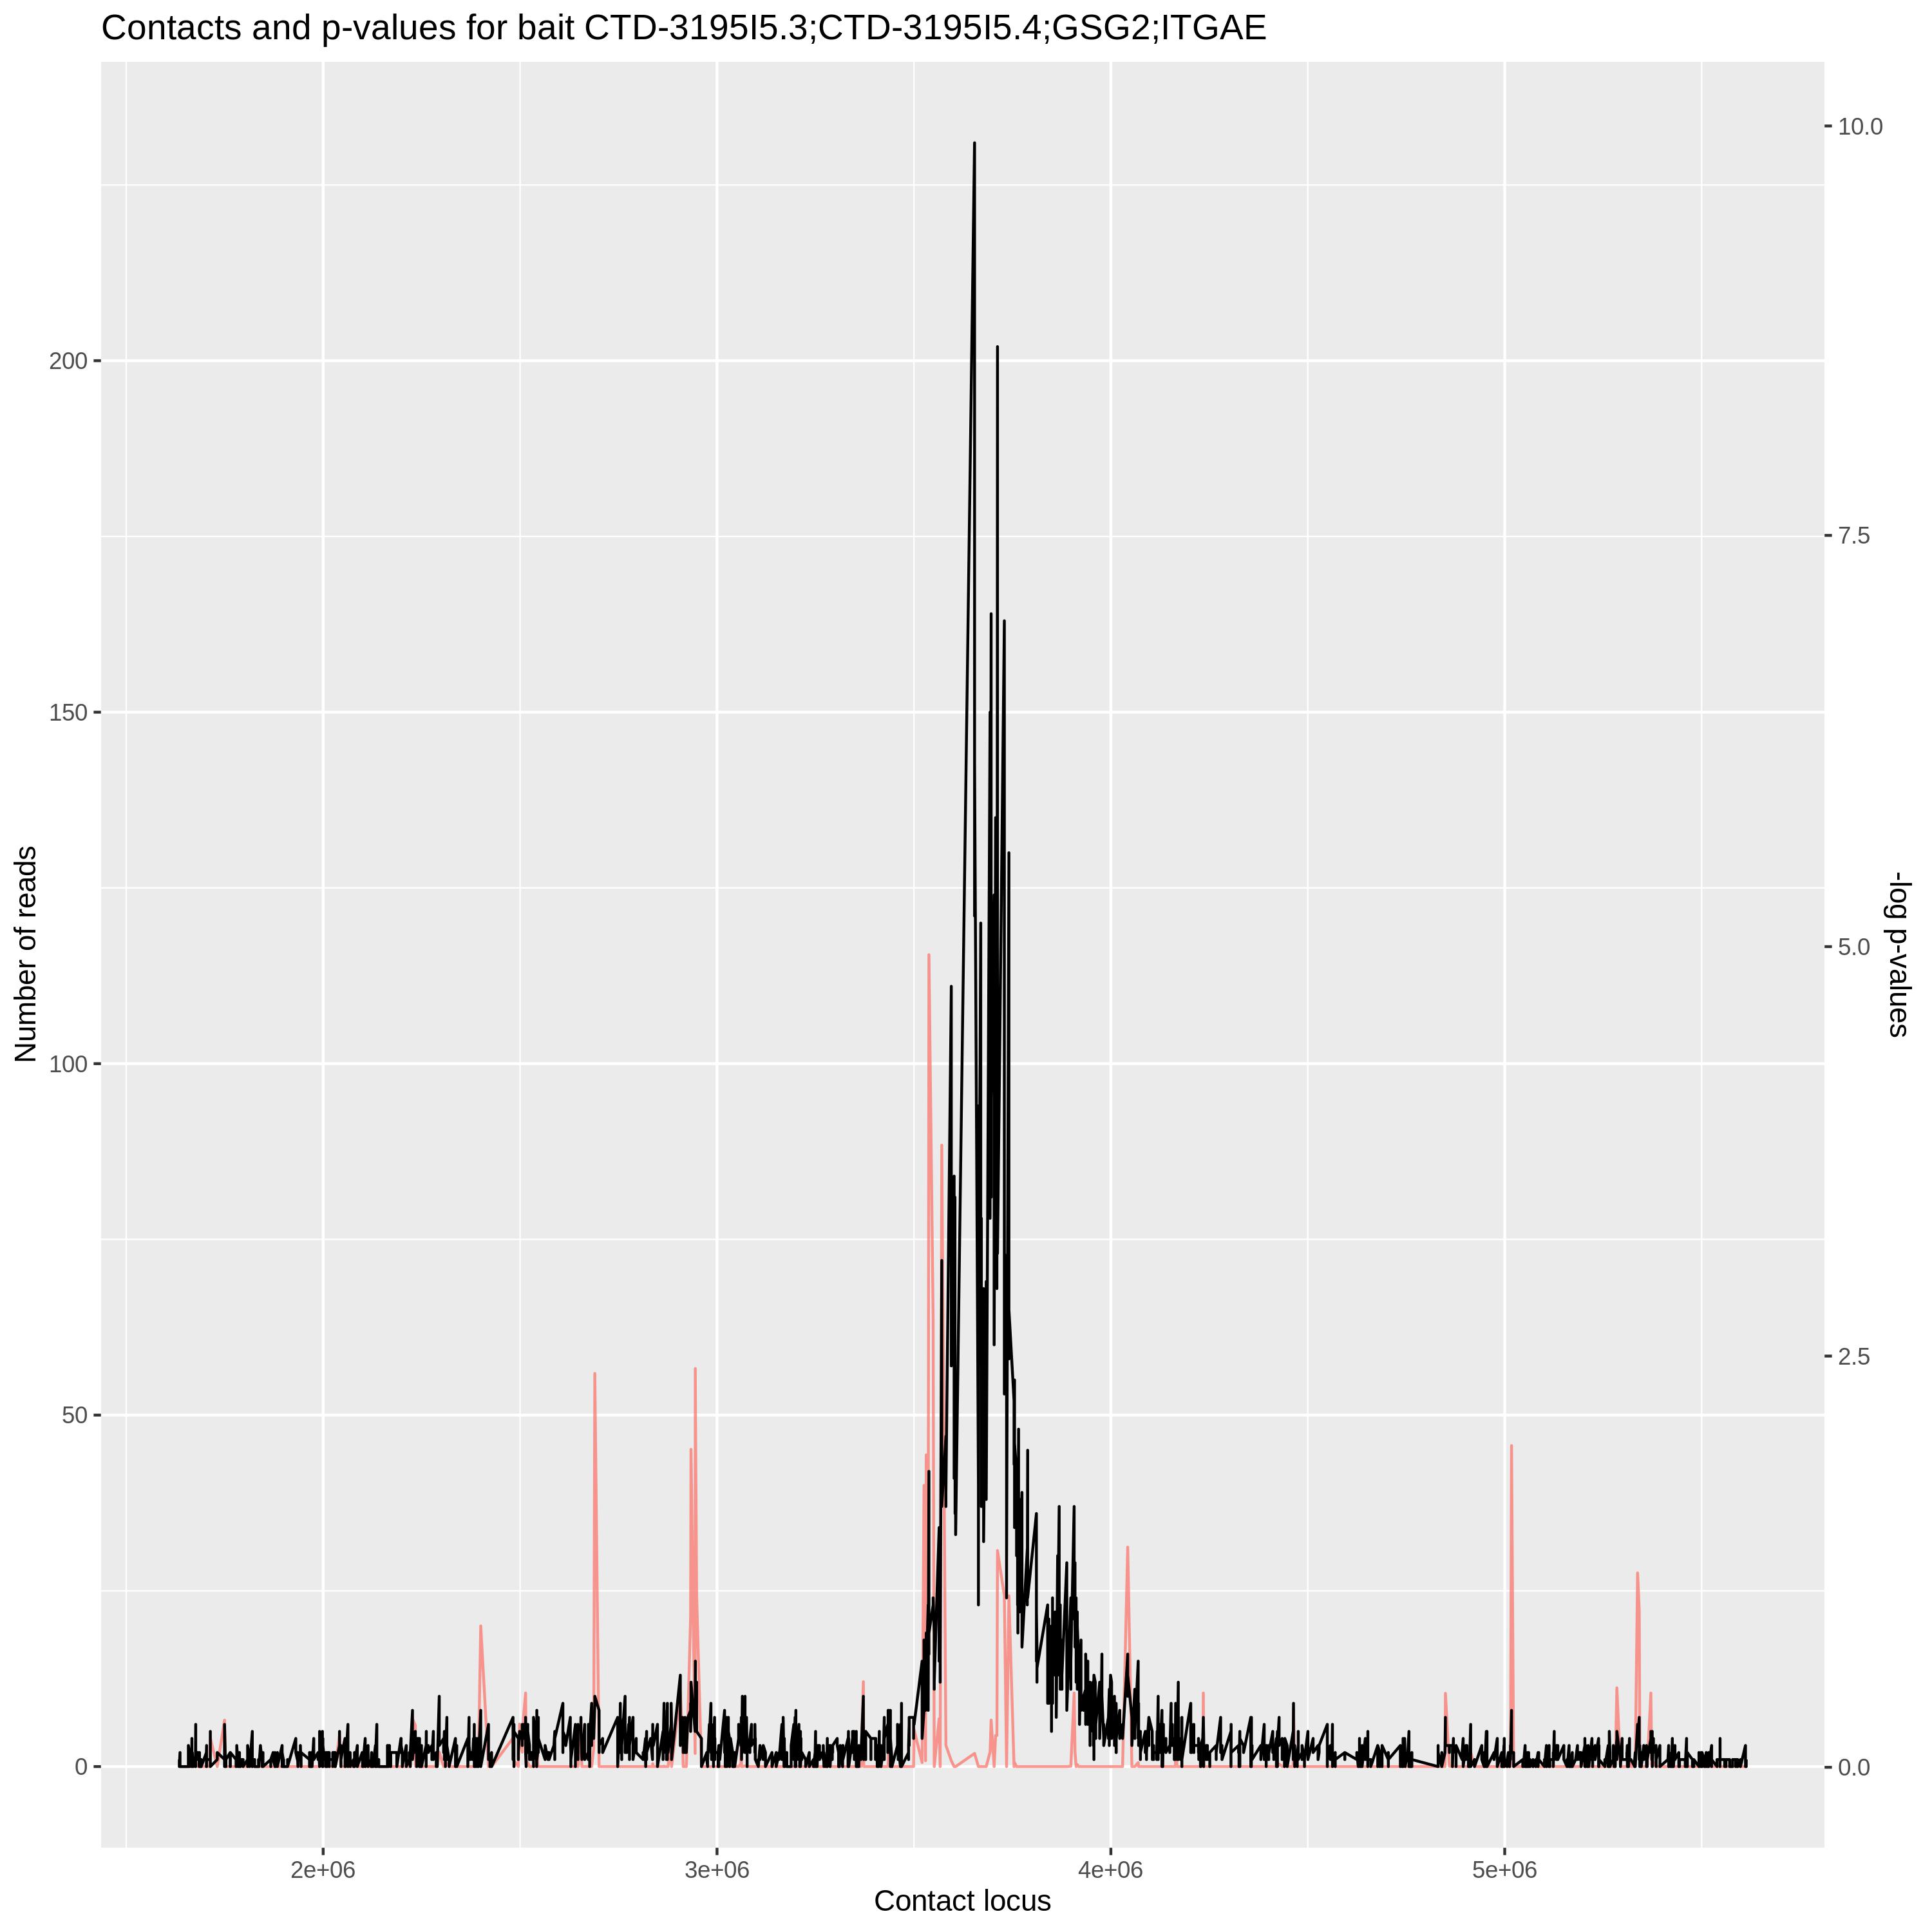 Contacts and p-values for bait CTD-3195I5.3;CTD-3195I5.4;GSG2;ITGAE
10.0
200
7.5
150
Number of reads
-log p-values
5.0
100
2.5
50
0
0.0
2e+06
3e+06
4e+06
5e+06
Contact locus